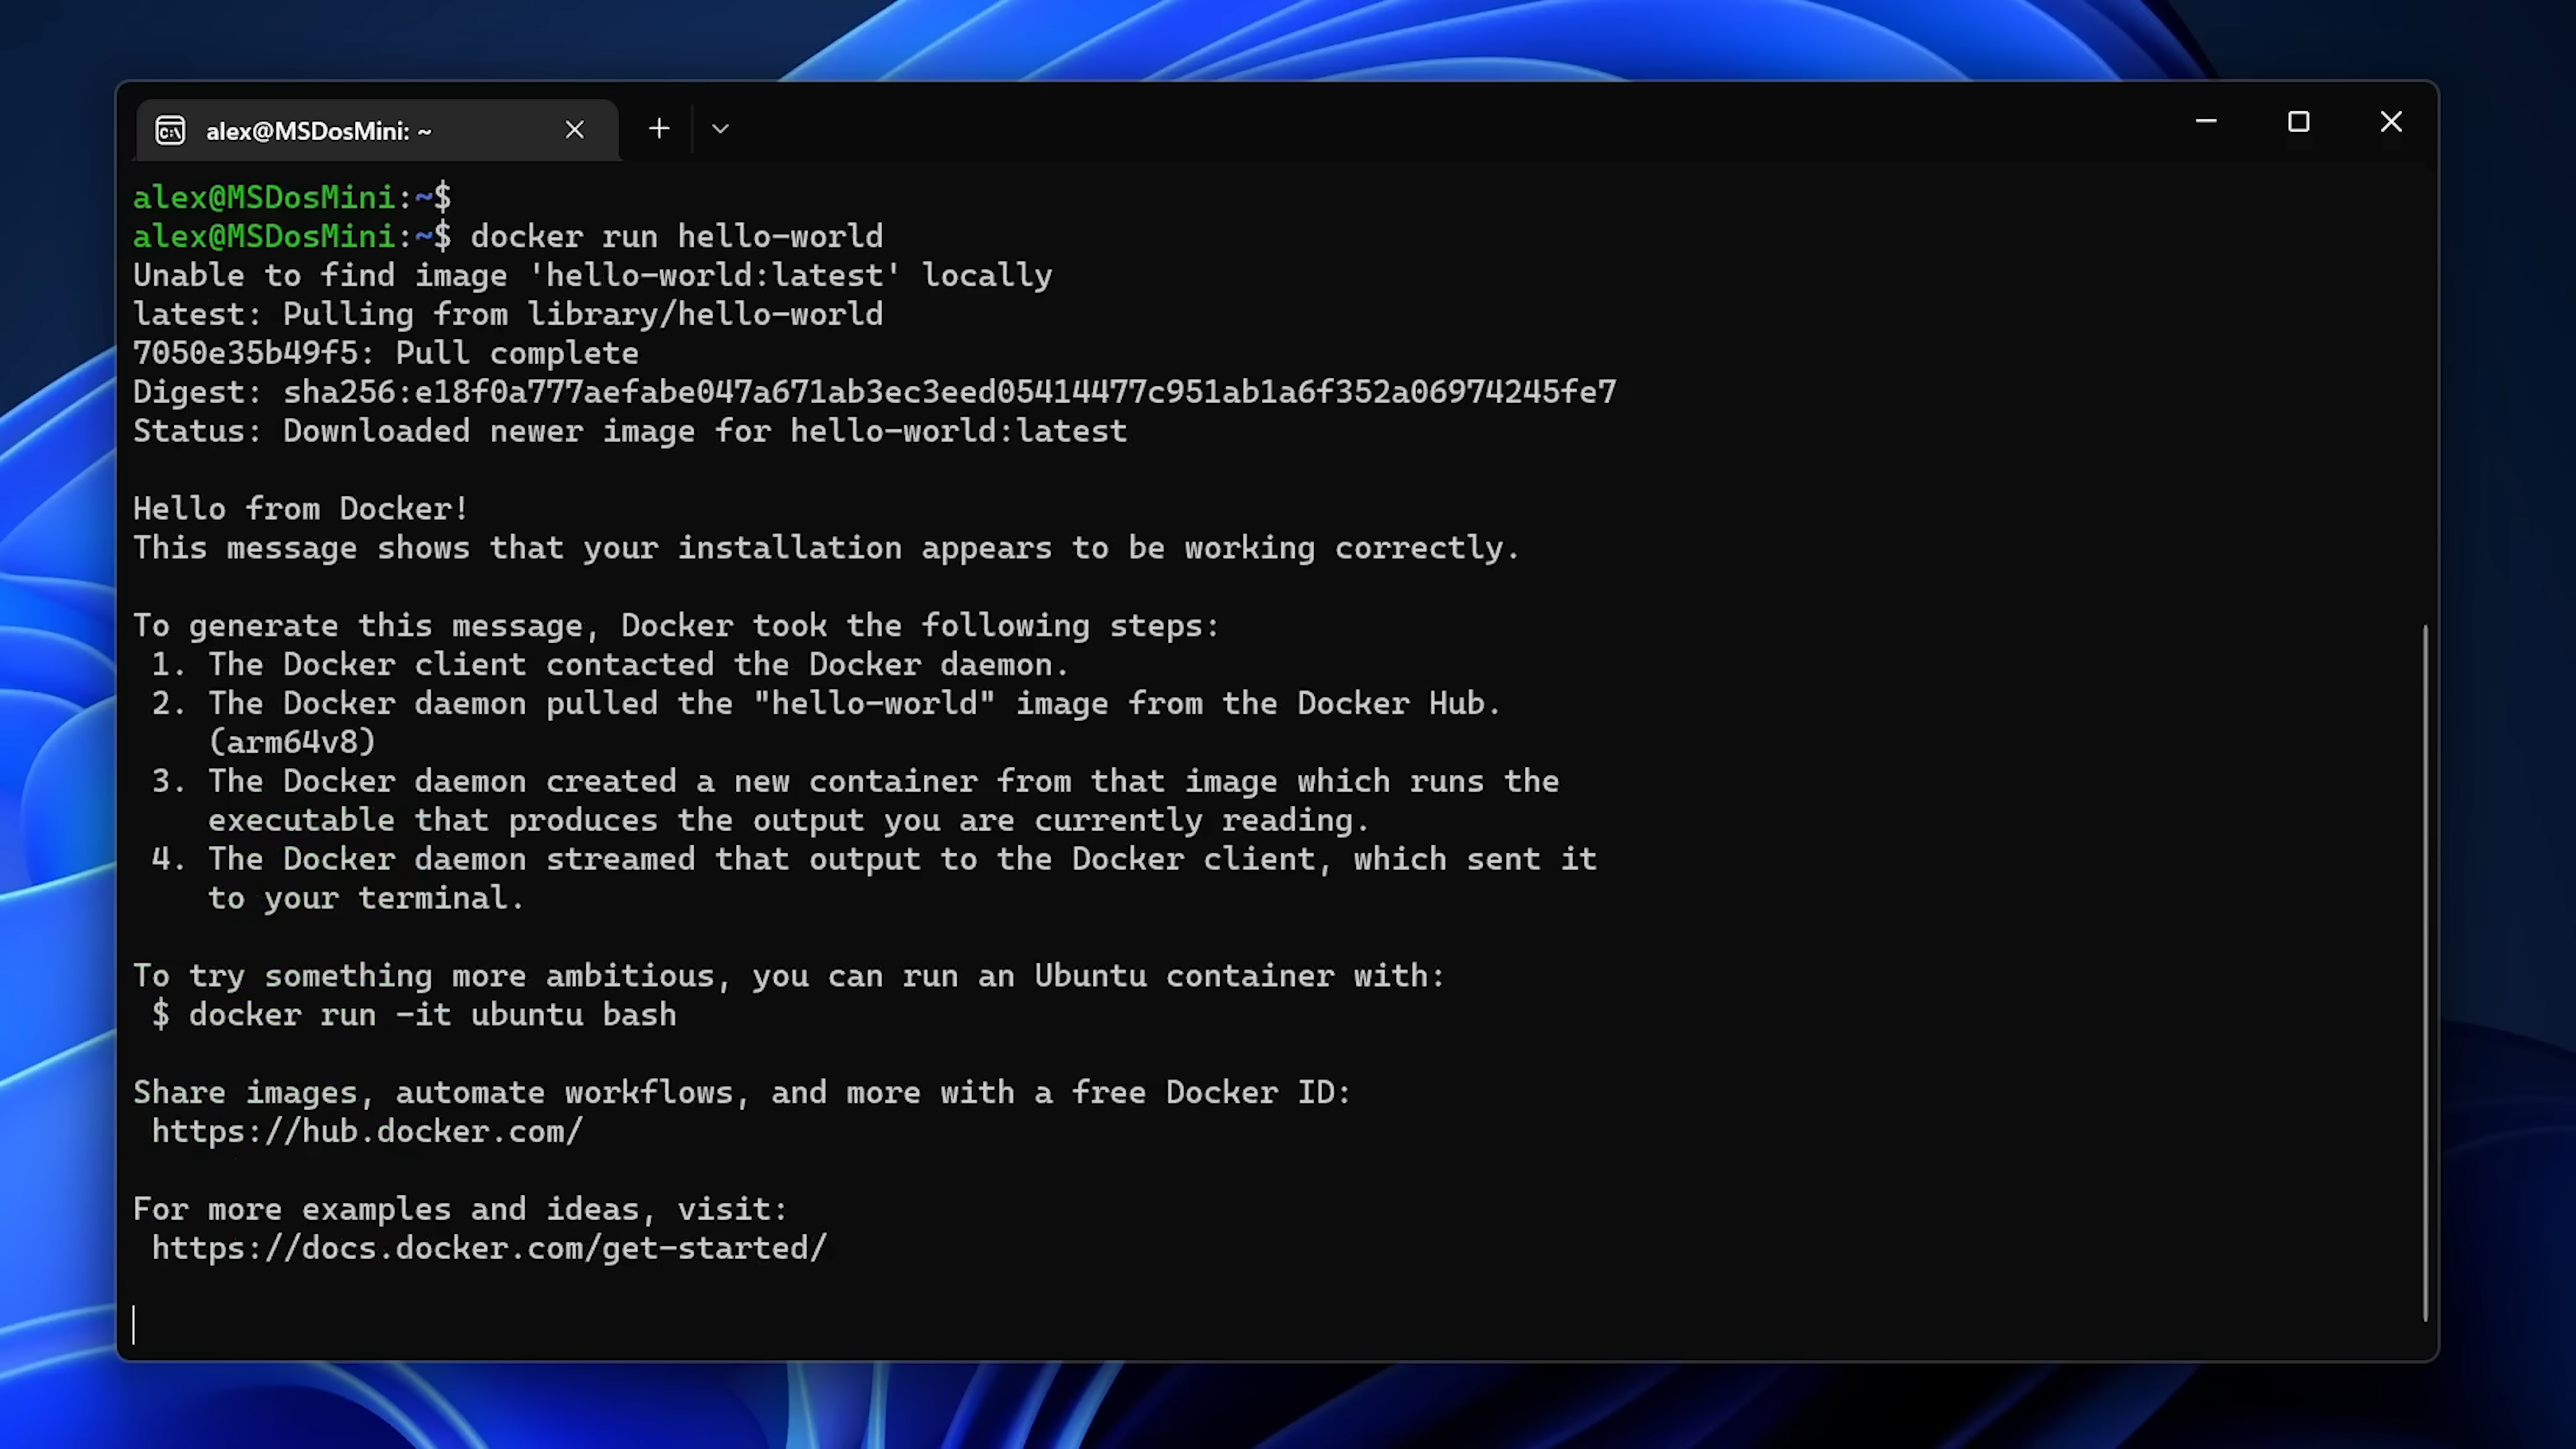 alex@MSDosMini: ~
alex@MSDosMini:~$
alex@MSDosMini:~$ docker run hello-world
Unable to find image 'hello-world:latest' locally
latest: Pulling from library/hello-world
7050e35b49f5: Pull complete
Digest: sha256:e18f0a777aefabe047a671ab3ec3eed05414477c951ab1a6f352a06974245fe7
Status: Downloaded newer image for hello-world:latest

Hello from Docker!
This message shows that your installation appears to be working correctly.

To generate this message, Docker took the following steps:
 1. The Docker client contacted the Docker daemon.
 2. The Docker daemon pulled the "hello-world" image from the Docker Hub.
    (arm64v8)
 3. The Docker daemon created a new container from that image which runs the
    executable that produces the output you are currently reading.
 4. The Docker daemon streamed that output to the Docker client, which sent it
    to your terminal.

To try something more ambitious, you can run an Ubuntu container with:
 $ docker run -it ubuntu bash

Share images, automate workflows, and more with a free Docker ID:
 https://hub.docker.com/

For more examples and ideas, visit:
 https://docs.docker.com/get-started/